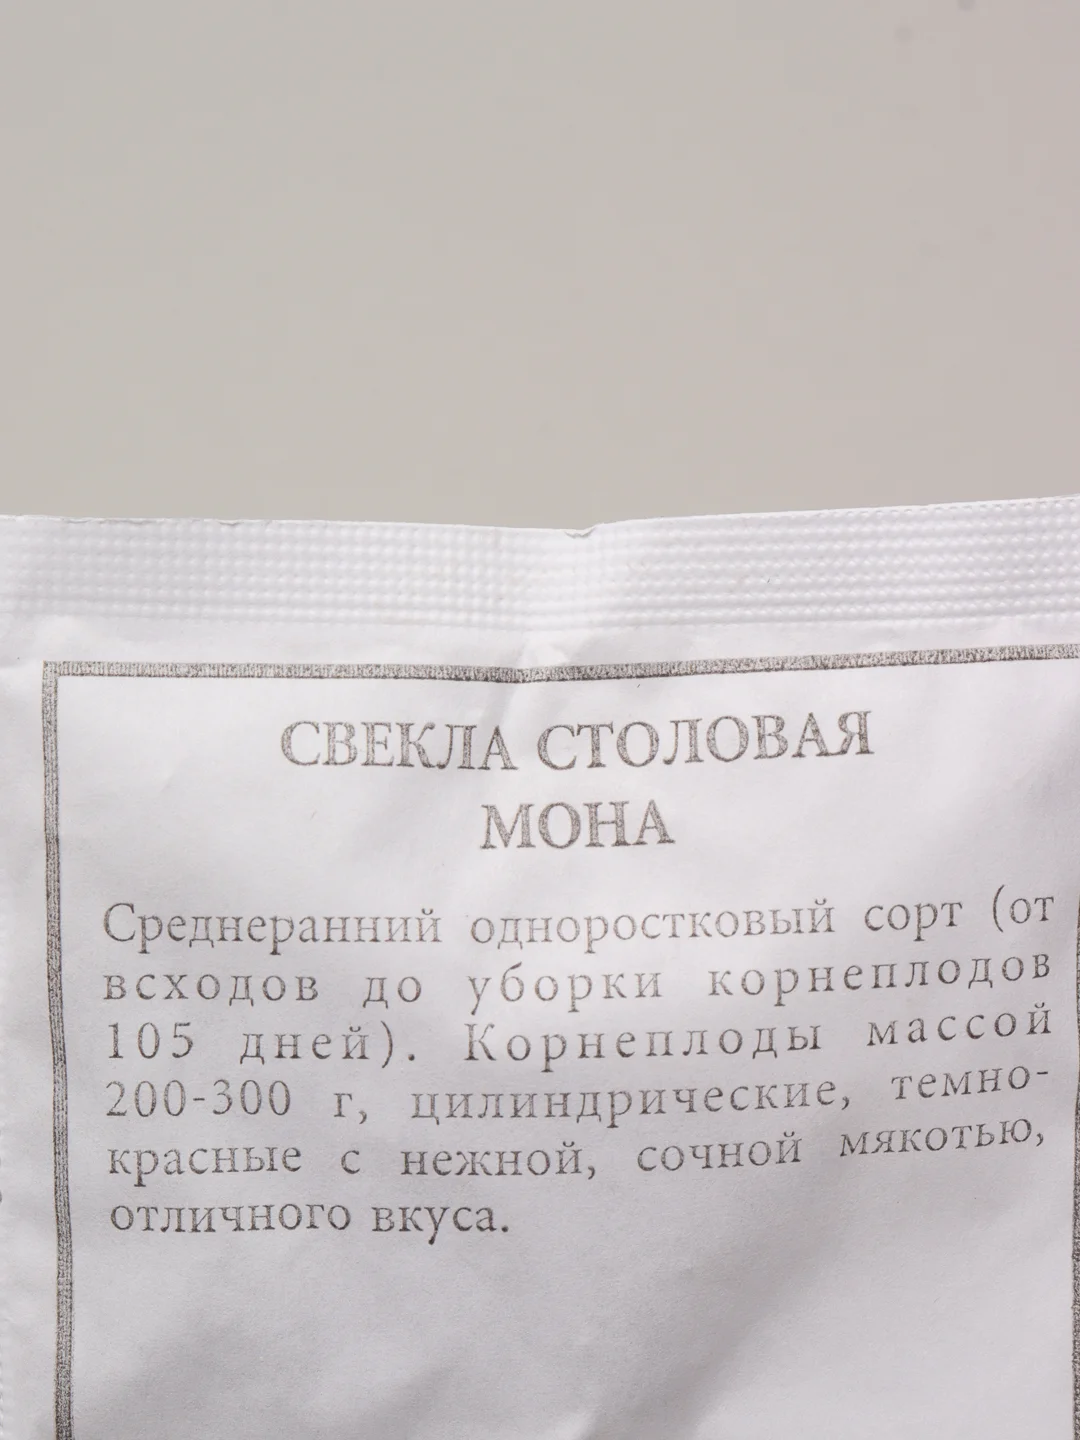 СВЕКЛА СТОЛОВАЯ
МОНА
Среднеранний одноростковый сорт (от
всходов до уборки корнеплодов
105 дней). Корнеплоды массой
200-300 г, цилиндрические, темно-
красные с нежной, сочной мякотью,
отличного вкуса.